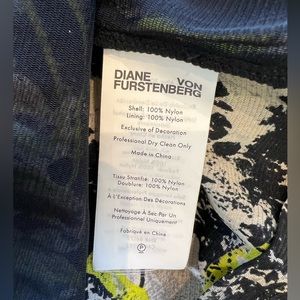 DIANE VON
FURSTENBERG
Shell: 100% Nylon
Lining: 100% Nylon
Exclusive of Decoration
Professional Dry Clean Only
Made in China
Tissu Stratifié: 100% Nylon
Doublure: 100% Nylon
À L'Exception Des Décorations
Nettoyage À Sec Par Un
Professionnel Uniquement
Fabriqué en Chine
P